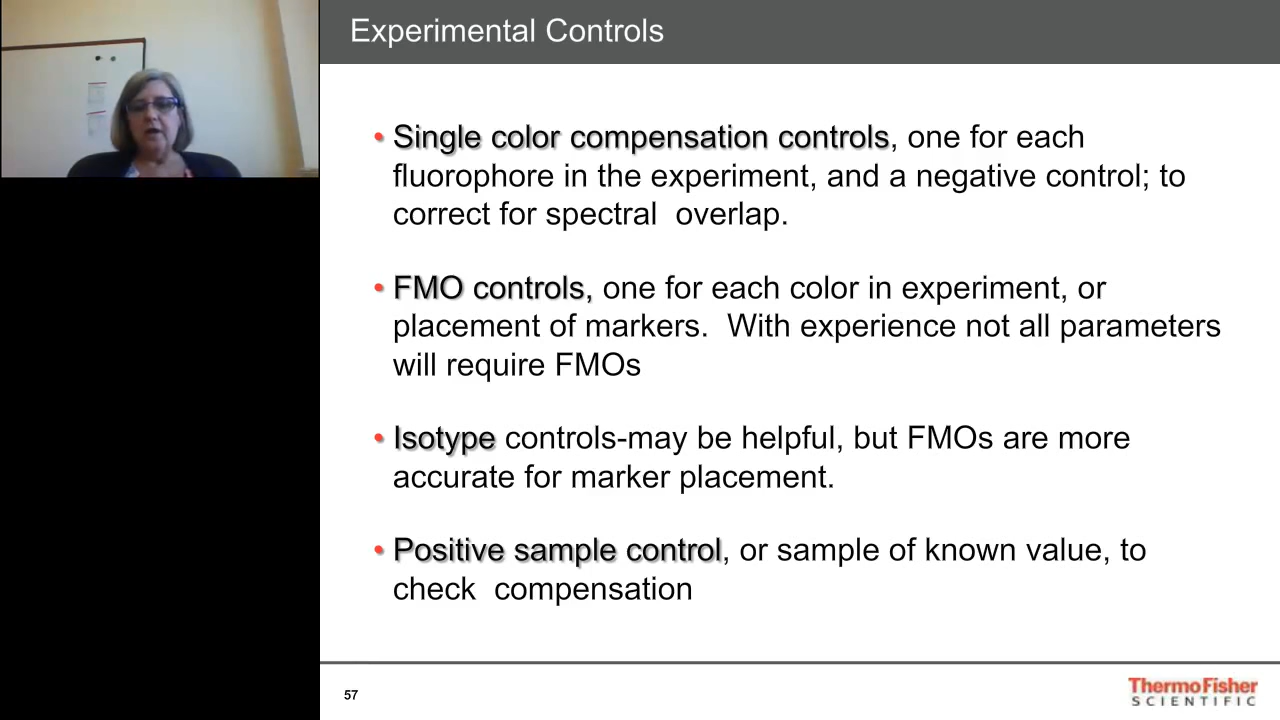 Experimental Controls
• Single color compensation controls, one for each
fluorophore in the experiment, and a negative control; to
correct for spectral  overlap.
• FMO controls, one for each color in experiment, or
placement of markers.  With experience not all parameters
will require FMOs
• Isotype controls-may be helpful, but FMOs are more
accurate for marker placement.
• Positive sample control, or sample of known value, to
check  compensation
57
ThermoFisher
SCIENTIFIC